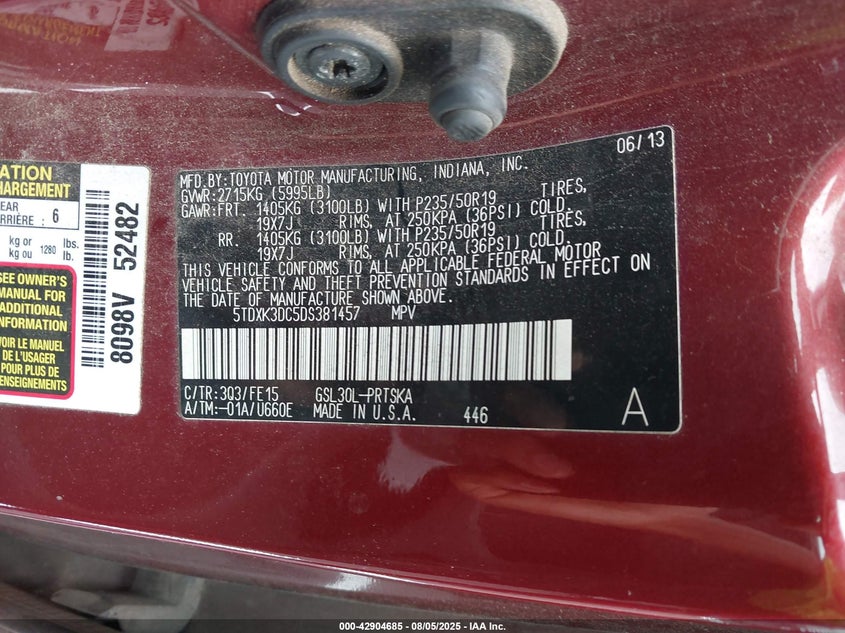 06/13
MFD.BY:TOYOTA MOTOR MANUFACTURING, INDIANA, INC.
GVWR:2715KG (5995LB)
GAWR:FRT. 1405KG (3100LB) WITH P235/50R19 TIRES,
19X7J RIMS, AT 250KPA (36PSI) COLD.
RR. 1405KG (3100LB) WITH P235/50R19 TIRES,
19X7J RIMS, AT 250KPA (36PSI) COLD.
THIS VEHICLE CONFORMS TO ALL APPLICABLE FEDERAL MOTOR
VEHICLE SAFETY AND THEFT PREVENTION STANDARDS IN EFFECT ON
THE DATE OF MANUFACTURE SHOWN ABOVE.
5TDXK3DC5DS381457 MPV
C/TR:3Q3/FE15 GSL30L-PRTSKA
A/TM:-01A/U660E MADE IN U.S.A. 446 A
HARGEMENT
6
kg or 1280 lbs.
kg ou lb.
SEE OWNER'S
MANUAL FOR
ADDITIONAL
INFORMATION
VOIR LE MANUEL
DE L'USAGER
POUR PLUS DE
RENSEIGNEMENTS
8098V 52482
000-42904685 - 08/05/2025 - IAA Inc.